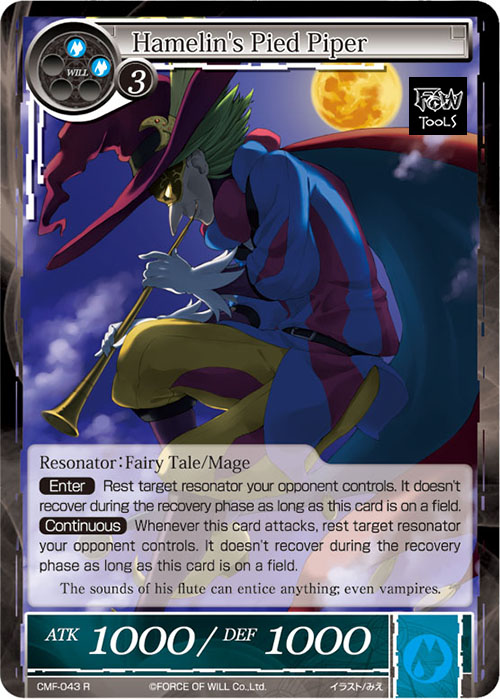 Hamelin's Pied Piper
WILL
3
FOW
TOOLS
Resonator：Fairy Tale/Mage
Enter Rest target resonator your opponent controls. It doesn't
recover during the recovery phase as long as this card is on a field.
Continuous Whenever this card attacks, rest target resonator
your opponent controls. It doesn't recover during the recovery
phase as long as this card is on a field.
The sounds of his flute can entice anything; even vampires.
ATK 1000 / DEF 1000
CMF-043 R ©FORCE OF WILL Co.,Ltd. イラスト/みえ